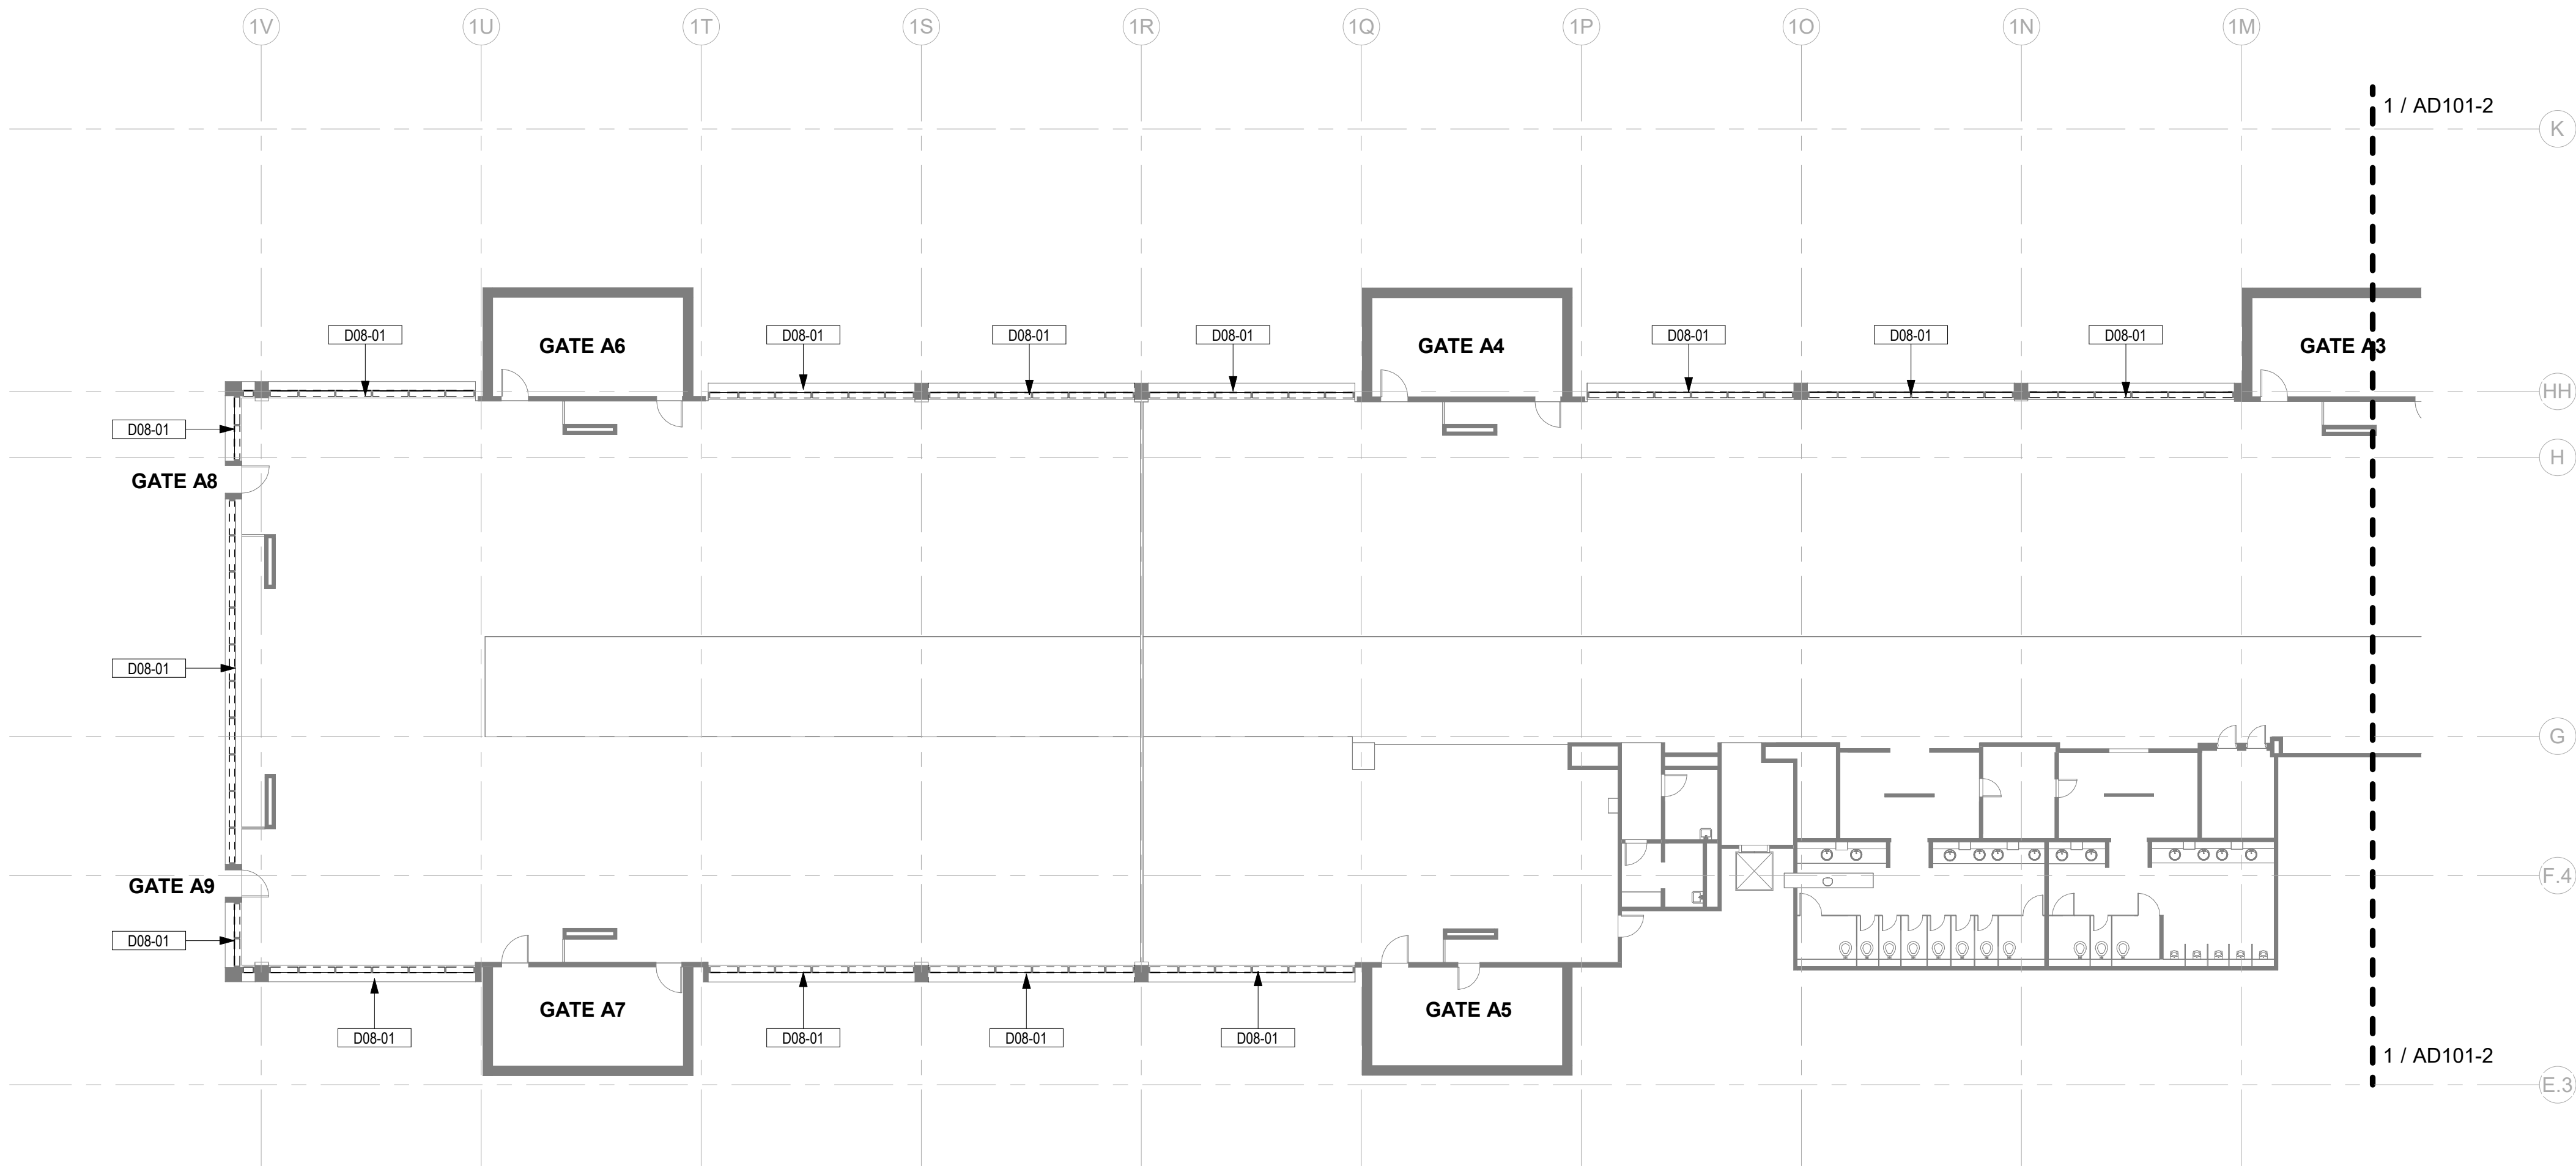 1V
1U
1T
1S
1R
1Q
1P
1O
1N
1M
1 / AD101-2
K
D08-01
D08-01
D08-01
D08-01
D08-01
D08-01
D08-01
GATE A6
GATE A4
GATE A3
HH
D08-01
H
GATE A8
D08-01
G
F.4
GATE A9
D08-01
GATE A7
GATE A5
D08-01
D08-01
D08-01
D08-01
1 / AD101-2
E.3